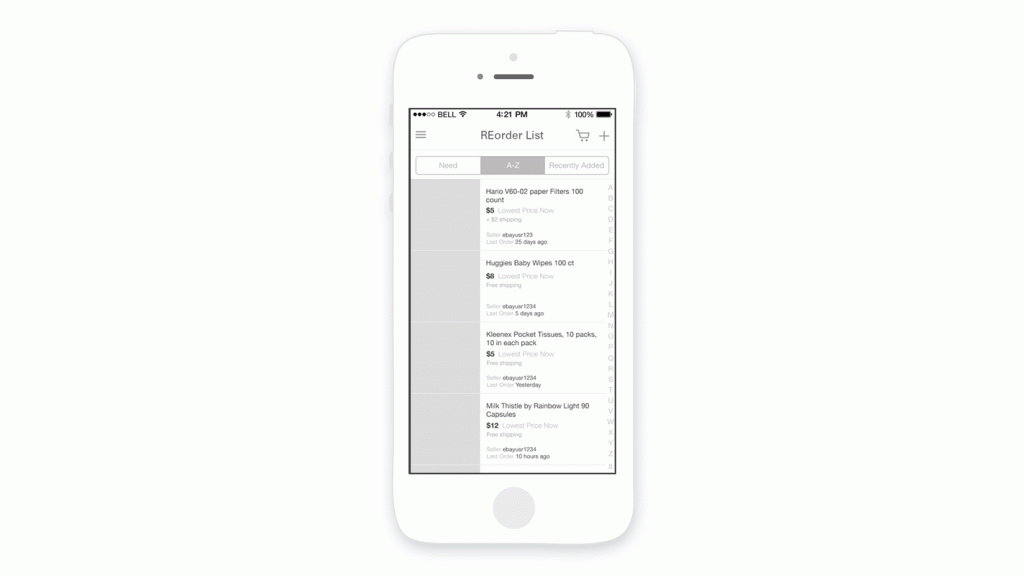 BELL 4:21 PM 100%
REorder List
Need A-Z Recently Added
Hario V60-02 paper Filters 100
count
$5 Lowest Price Now
+ $2 shipping
Seller ebayusr123
Last Order 25 days ago
Huggies Baby Wipes 100 ct
$8 Lowest Price Now
Free shipping
Seller ebayusr1234
Last Order 5 days ago
Kleenex Pocket Tissues, 10 packs,
10 in each pack
$5 Lowest Price Now
Free shipping
Seller ebayusr1234
Last Order Yesterday
Milk Thistle by Rainbow Light 90
Capsules
$12 Lowest Price Now
Free shipping
Seller ebayusr1234
Last Order 10 hours ago
A
B
C
D
E
F
G
H
I
J
K
L
M
N
O
P
Q
R
S
T
U
V
W
X
Y
Z
#